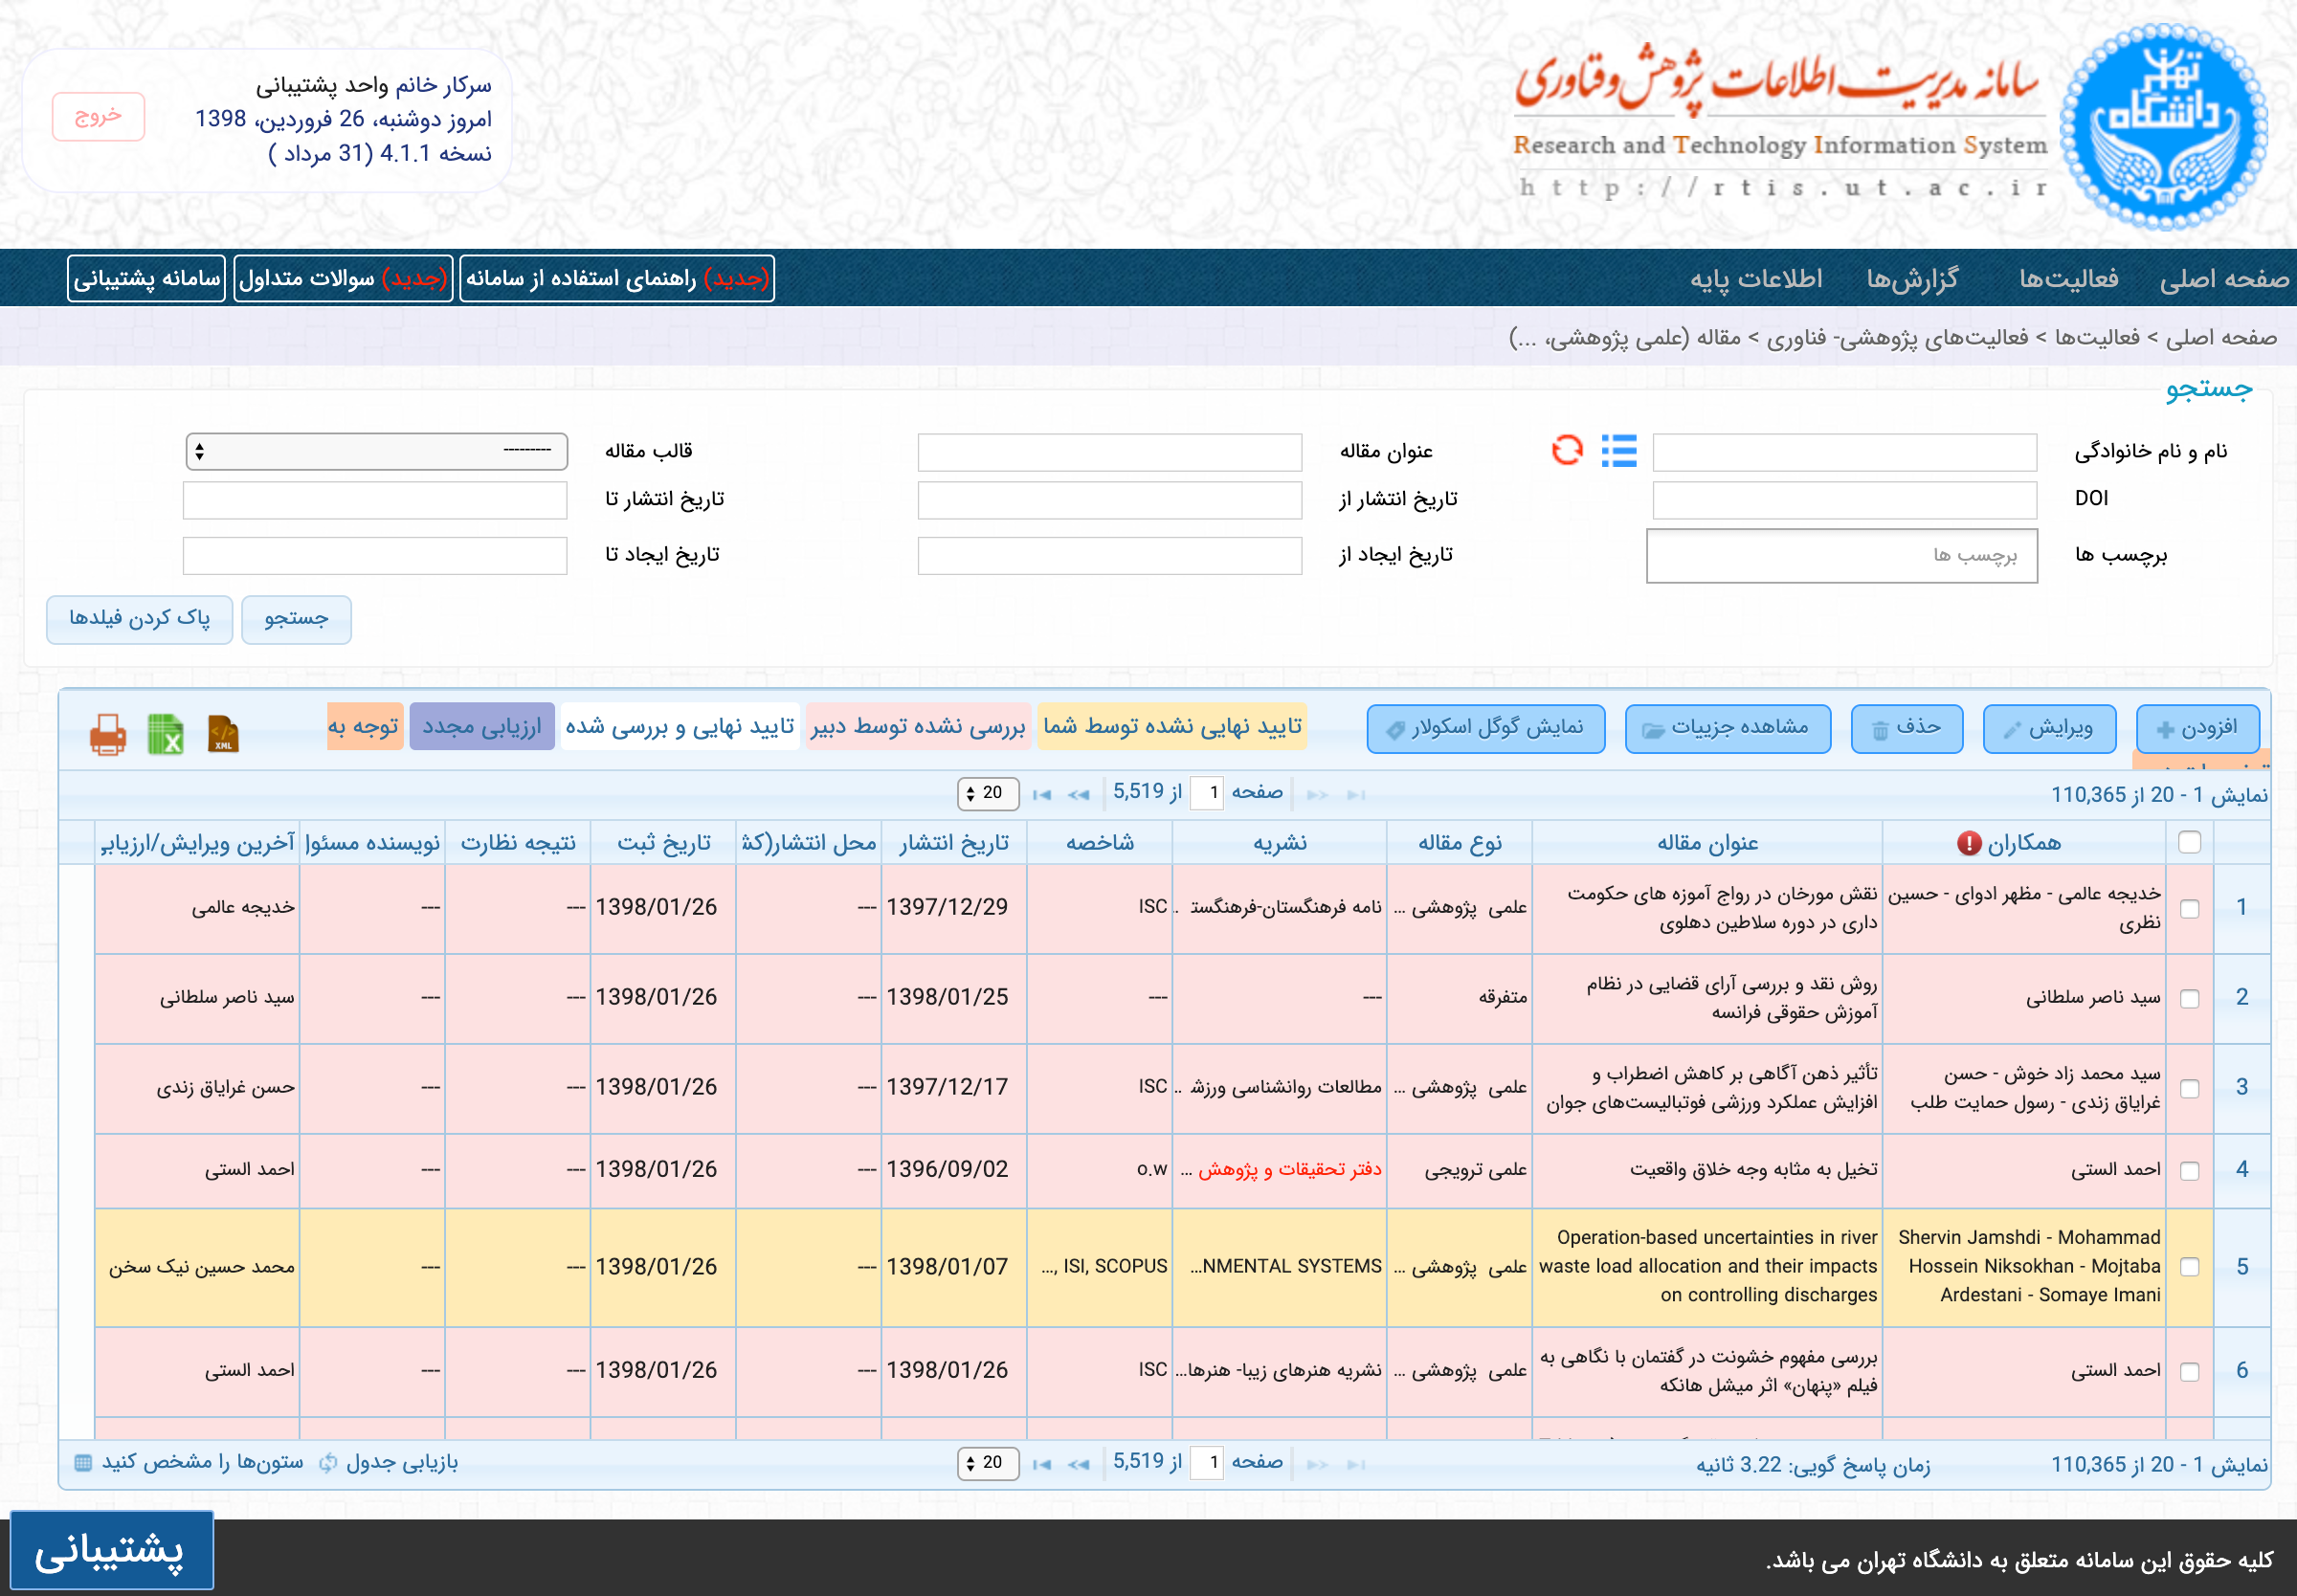 تهران
دانشگاه
سامانه مدیریت اطلاعات پژوهش و فناوری
Research and Technology Information System
http://rtis.ut.ac.ir
سرکار خانم واحد پشتیبانی
امروز دوشنبه، 26 فروردین، 1398
نسخه 4.1.1 (31 مرداد )
خروج
صفحه اصلی
فعالیت‌ها
گزارش‌ها
اطلاعات پایه
(جدید) راهنمای استفاده از سامانه
(جدید) سوالات متداول
سامانه پشتیبانی
صفحه اصلی > فعالیت‌ها > فعالیت‌های پژوهشی- فناوری > مقاله (علمی پژوهشی، ...)
جستجو
نام و نام خانوادگی
عنوان مقاله
قالب مقاله
---------
DOI
تاریخ انتشار از
تاریخ انتشار تا
برچسب ها
برچسب ها
تاریخ ایجاد از
تاریخ ایجاد تا
جستجو
پاک کردن فیلدها
افزودن
ویرایش
حذف
مشاهده جزییات
نمایش گوگل اسکولار
تایید نهایی نشده توسط شما
بررسی نشده توسط دبیر
تایید نهایی و بررسی شده
ارزیابی مجدد
توجه به
XML
نمایش 1 - 20 از 110,365
صفحه 1 از 5,519
20
همکاران
عنوان مقاله
نوع مقاله
نشریه
شاخصه
تاریخ انتشار
محل انتشار(کش
تاریخ ثبت
نتیجه نظارت
نویسنده مسئول
آخرین ویرایش/ارزیابی
1
خدیجه عالمی - مظهر ادوای - حسین
نظری
نقش مورخان در رواج آموزه های حکومت
داری در دوره سلاطین دهلوی
علمی پژوهشی ...
نامه فرهنگستان-فرهنگست ..
ISC
1397/12/29
---
1398/01/26
---
---
خدیجه عالمی
2
سید ناصر سلطانی
روش نقد و بررسی آرای قضایی در نظام
آموزش حقوقی فرانسه
متفرقه
---
---
1398/01/25
---
1398/01/26
---
---
سید ناصر سلطانی
3
سید محمد زاد خوش - حسن
غرایاق زندی - رسول حمایت طلب
تأثیر ذهن آگاهی بر کاهش اضطراب و
افزایش عملکرد ورزشی فوتبالیست‌های جوان
علمی پژوهشی ...
مطالعات روانشناسی ورزش ..
ISC
1397/12/17
---
1398/01/26
---
---
حسن غرایاق زندی
4
احمد الستی
تخیل به مثابه وجه خلاق واقعیت
علمی ترویجی
دفتر تحقیقات و پژوهش ...
o.w
1396/09/02
---
1398/01/26
---
---
احمد الستی
5
Shervin Jamshdi - Mohammad
Hossein Niksokhan - Mojtaba
Ardestani - Somaye Imani
Operation-based uncertainties in river
waste load allocation and their impacts
on controlling discharges
علمی پژوهشی ...
...NMENTAL SYSTEMS
..., ISI, SCOPUS
1398/01/07
---
1398/01/26
---
---
محمد حسین نیک سخن
6
احمد الستی
بررسی مفهوم خشونت در گفتمان با نگاهی به
فیلم «پنهان» اثر میشل هانکه
علمی پژوهشی ...
نشریه هنرهای زیبا- هنرها...
ISC
1398/01/26
---
1398/01/26
---
---
احمد الستی
نمایش 1 - 20 از 110,365
زمان پاسخ گویی: 3.22 ثانیه
صفحه 1 از 5,519
20
بازیابی جدول
ستون‌ها را مشخص کنید
کلیه حقوق این سامانه متعلق به دانشگاه تهران می باشد.
پشتیبانی